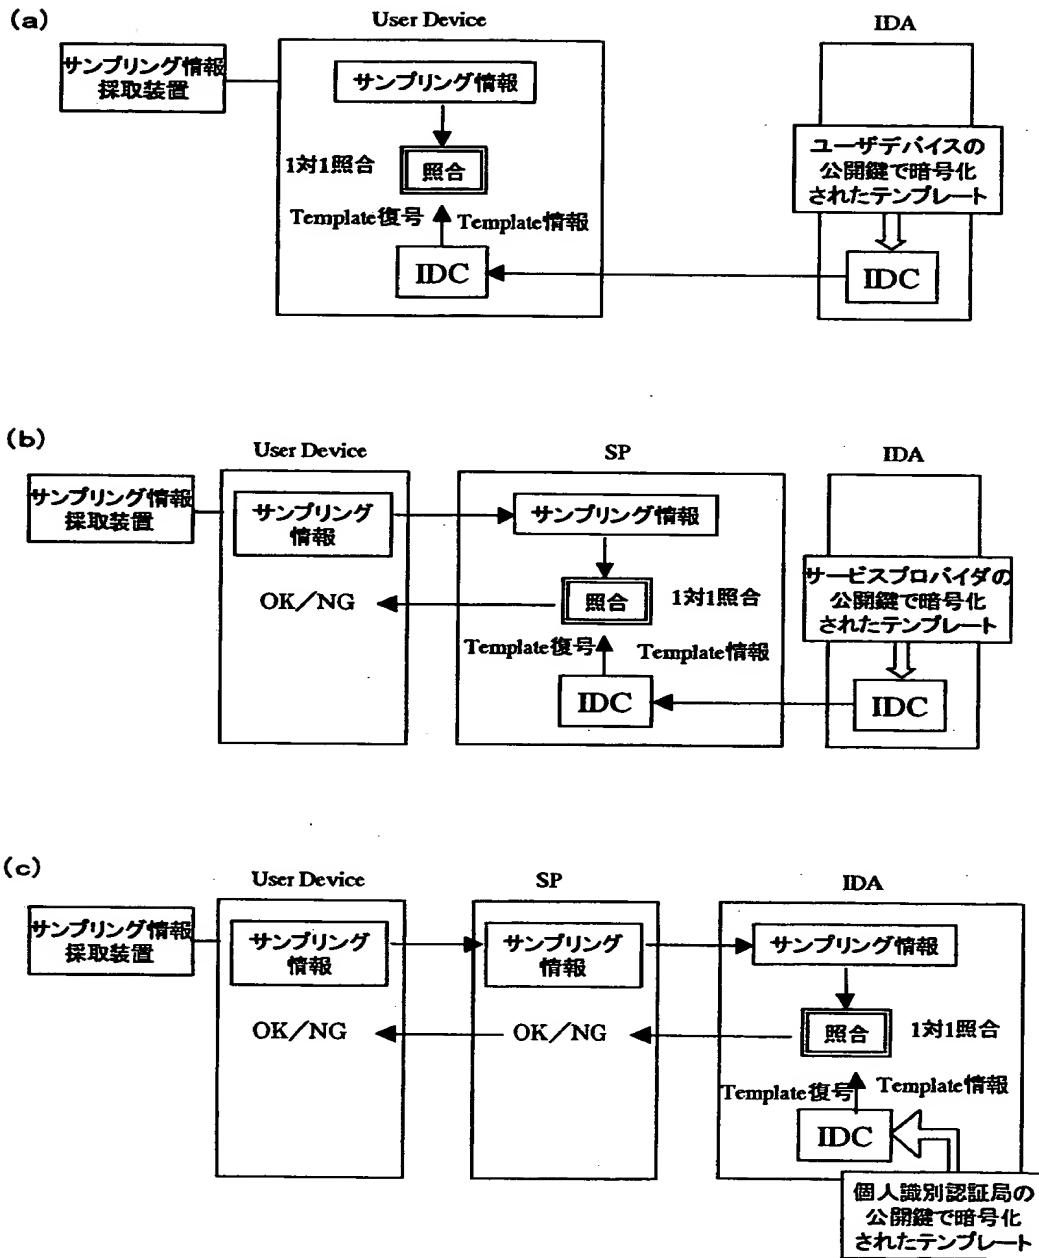 (a)
User Device
IDA
サンプリング情報
採取装置
サンプリング情報
1対1照合
照合
Template復号
Template情報
IDC
ユーザデバイスの
公開鍵で暗号化
されたテンプレート
IDC
(b)
User Device
SP
IDA
サンプリング情報
採取装置
サンプリング
情報
サンプリング情報
OK/NG
照合
1対1照合
Template復号
Template情報
IDC
サービスプロバイダの
公開鍵で暗号化
されたテンプレート
IDC
(c)
User Device
SP
IDA
サンプリング情報
採取装置
サンプリング
情報
サンプリング
情報
サンプリング情報
OK/NG
OK/NG
照合
1対1照合
Template復号
Template情報
IDC
個人識別認証局の
公開鍵で暗号化
されたテンプレート